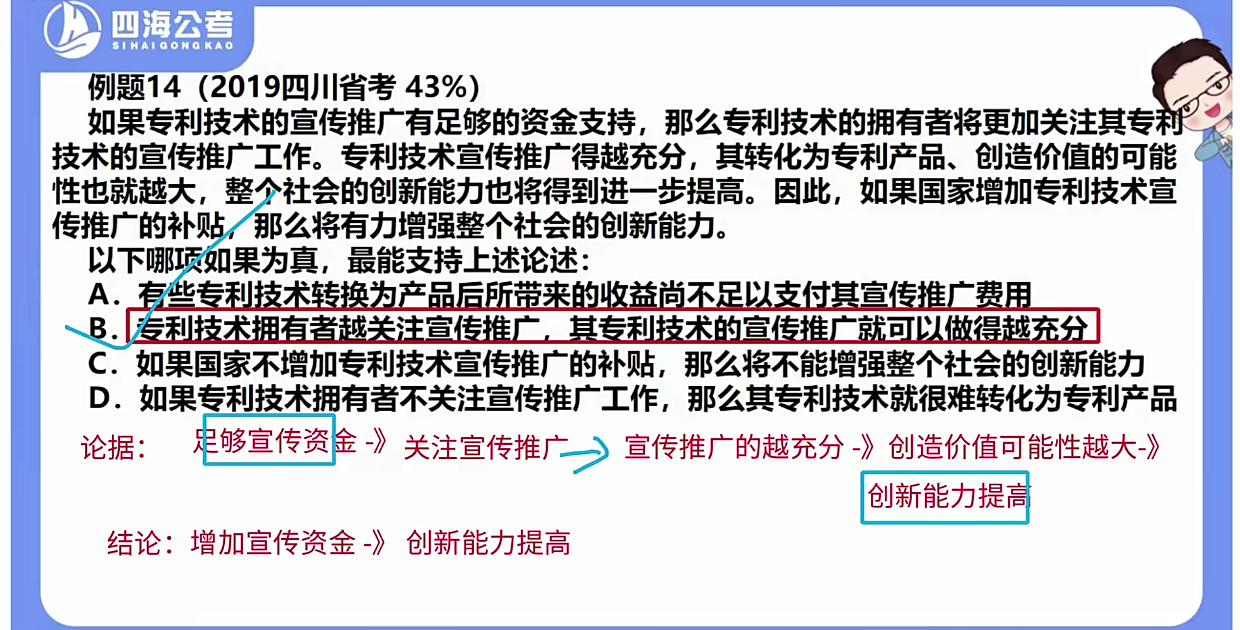 四海公考
SIHAIGONGKAO
例题14（2019四川省考 43%）
如果专利技术的宣传推广有足够的资金支持，那么专利技术的拥有者将更加关注其专利
技术的宣传推广工作。专利技术宣传推广得越充分，其转化为专利产品、创造价值的可能
性也就越大，整个社会的创新能力也将得到进一步提高。因此，如果国家增加专利技术宣
传推广的补贴，那么将有力增强整个社会的创新能力。
以下哪项如果为真，最能支持上述论述：
A．有些专利技术转换为产品后所带来的收益尚不足以支付其宣传推广费用
B．专利技术拥有者越关注宣传推广，其专利技术的宣传推广就可以做得越充分
C．如果国家不增加专利技术宣传推广的补贴，那么将不能增强整个社会的创新能力
D．如果专利技术拥有者不关注宣传推广工作，那么其专利技术就很难转化为专利产品
论据： 足够宣传资金 -》 关注宣传推广 宣传推广的越充分 -》创造价值可能性越大-》
创新能力提高
结论：增加宣传资金 -》 创新能力提高